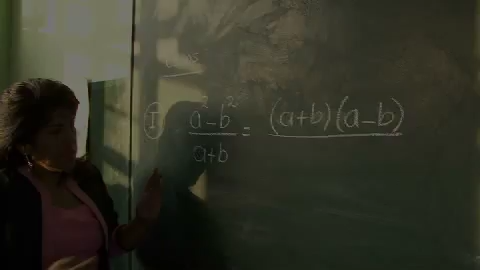 I a²-b² / a+b = (a+b)(a-b)